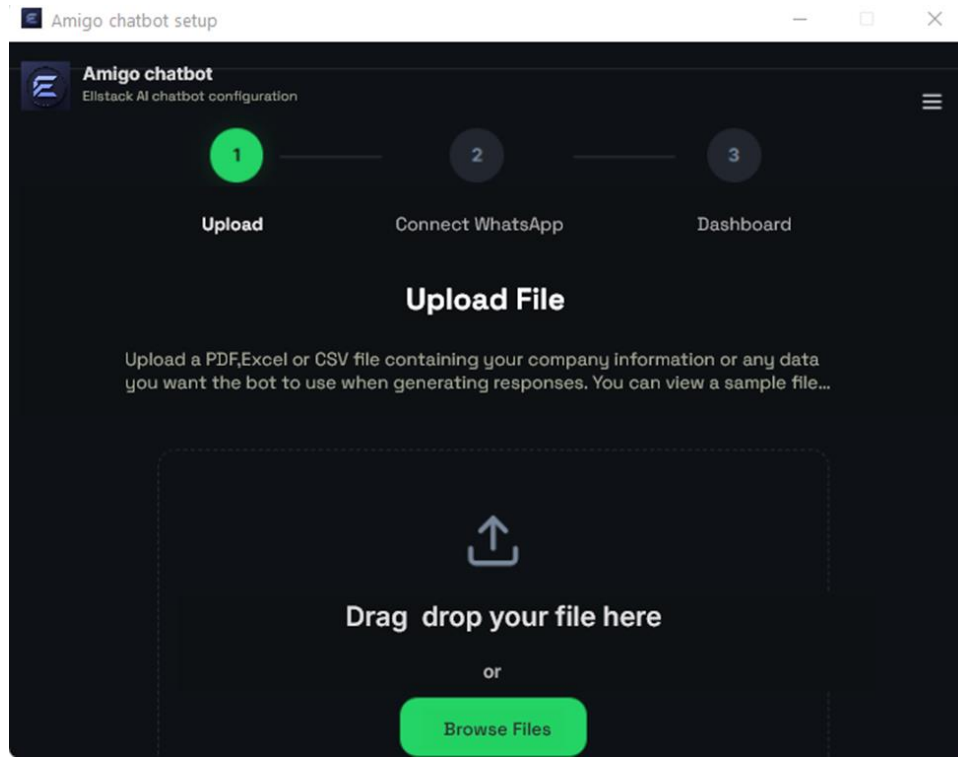 Amigo chatbot setup
Amigo chatbot
Ellstack AI chatbot configuration
1
2
3
Upload
Connect WhatsApp
Dashboard
Upload File
Upload a PDF,Excel or CSV file containing your company information or any data
you want the bot to use when generating responses. You can view a sample file...
Drag drop your file here
or
Browse Files